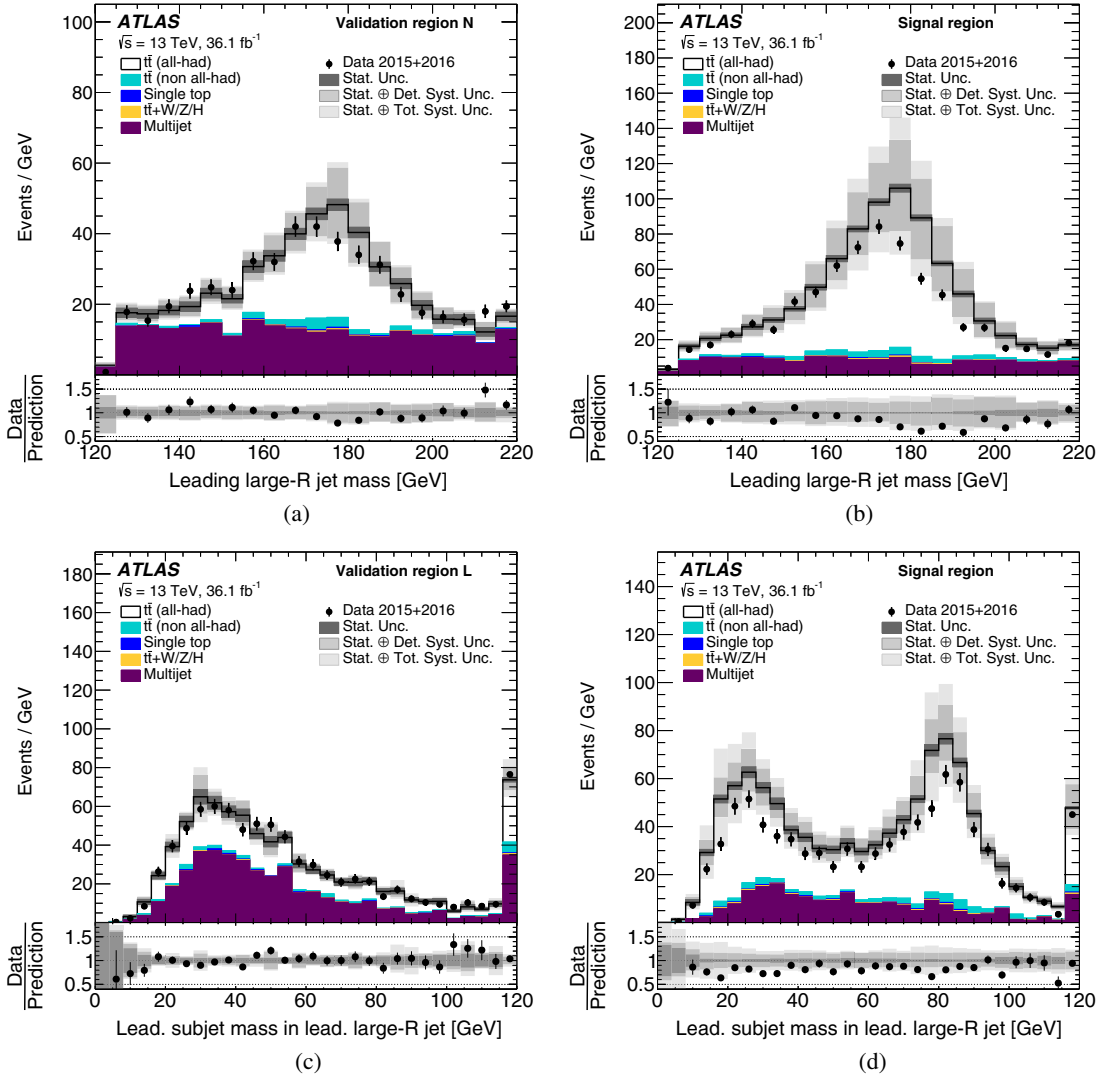 ATLAS Validation region N
√s = 13 TeV, 36.1 fb⁻¹
tt̄ (all-had) Data 2015+2016
tt̄ (non all-had) Stat. Unc.
Single top Stat. ⊕ Det. Syst. Unc.
tt̄+W/Z/H Stat. ⊕ Tot. Syst. Unc.
Multijet
Events / GeV
100
80
60
40
20
Data
Prediction
1.5
1
0.5
120 140 160 180 200 220
Leading large-R jet mass [GeV]
(a)
ATLAS Signal region
√s = 13 TeV, 36.1 fb⁻¹
tt̄ (all-had) Data 2015+2016
tt̄ (non all-had) Stat. Unc.
Single top Stat. ⊕ Det. Syst. Unc.
tt̄+W/Z/H Stat. ⊕ Tot. Syst. Unc.
Multijet
Events / GeV
200
180
160
140
120
100
80
60
40
20
Data
Prediction
1.5
1
0.5
120 140 160 180 200 220
Leading large-R jet mass [GeV]
(b)
ATLAS Validation region L
√s = 13 TeV, 36.1 fb⁻¹
tt̄ (all-had) Data 2015+2016
tt̄ (non all-had) Stat. Unc.
Single top Stat. ⊕ Det. Syst. Unc.
tt̄+W/Z/H Stat. ⊕ Tot. Syst. Unc.
Multijet
Events / GeV
180
160
140
120
100
80
60
40
20
Data
Prediction
1.5
1
0.5
0 20 40 60 80 100 120
Lead. subjet mass in lead. large-R jet [GeV]
(c)
ATLAS Signal region
√s = 13 TeV, 36.1 fb⁻¹
tt̄ (all-had) Data 2015+2016
tt̄ (non all-had) Stat. Unc.
Single top Stat. ⊕ Det. Syst. Unc.
tt̄+W/Z/H Stat. ⊕ Tot. Syst. Unc.
Multijet
Events / GeV
140
120
100
80
60
40
20
Data
Prediction
1.5
1
0.5
0 20 40 60 80 100 120
Lead. subjet mass in lead. large-R jet [GeV]
(d)